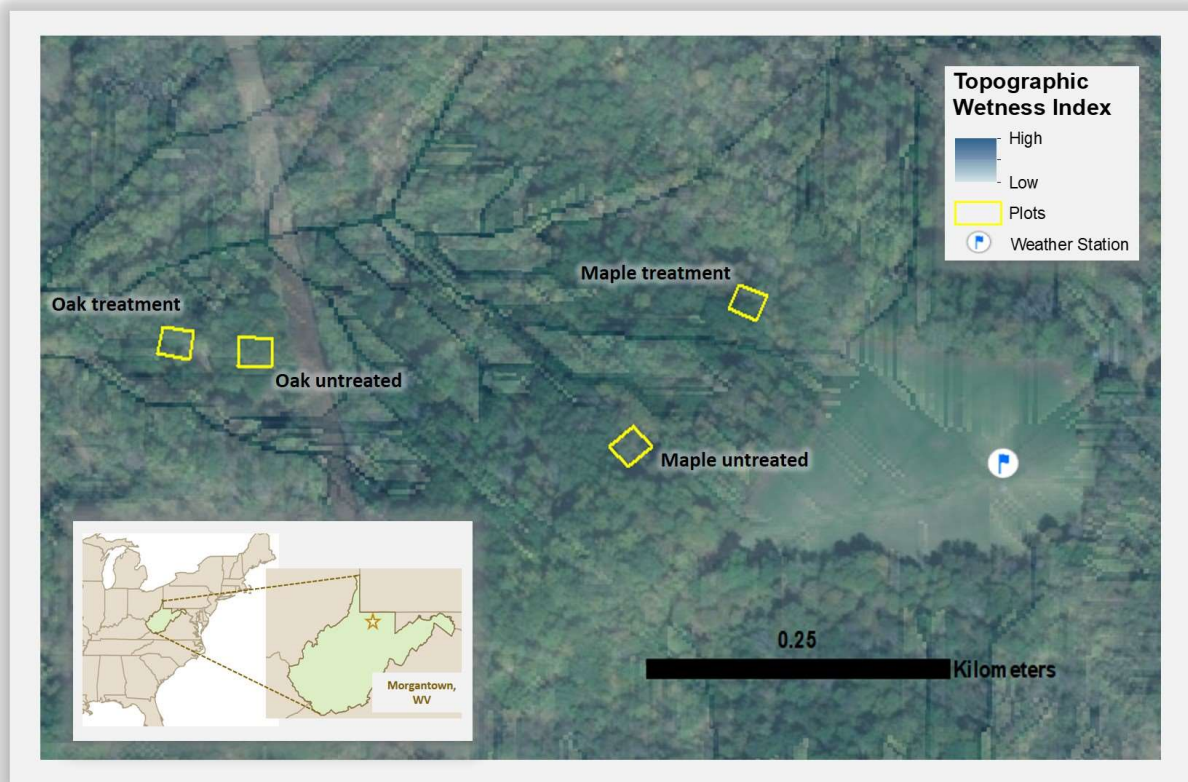 Topographic
Wetness Index
High
Low
Plots
Weather Station
Maple treatment
Oak treatment
Oak untreated
Maple untreated
0.25
Kilometers
Morgantown,
WV